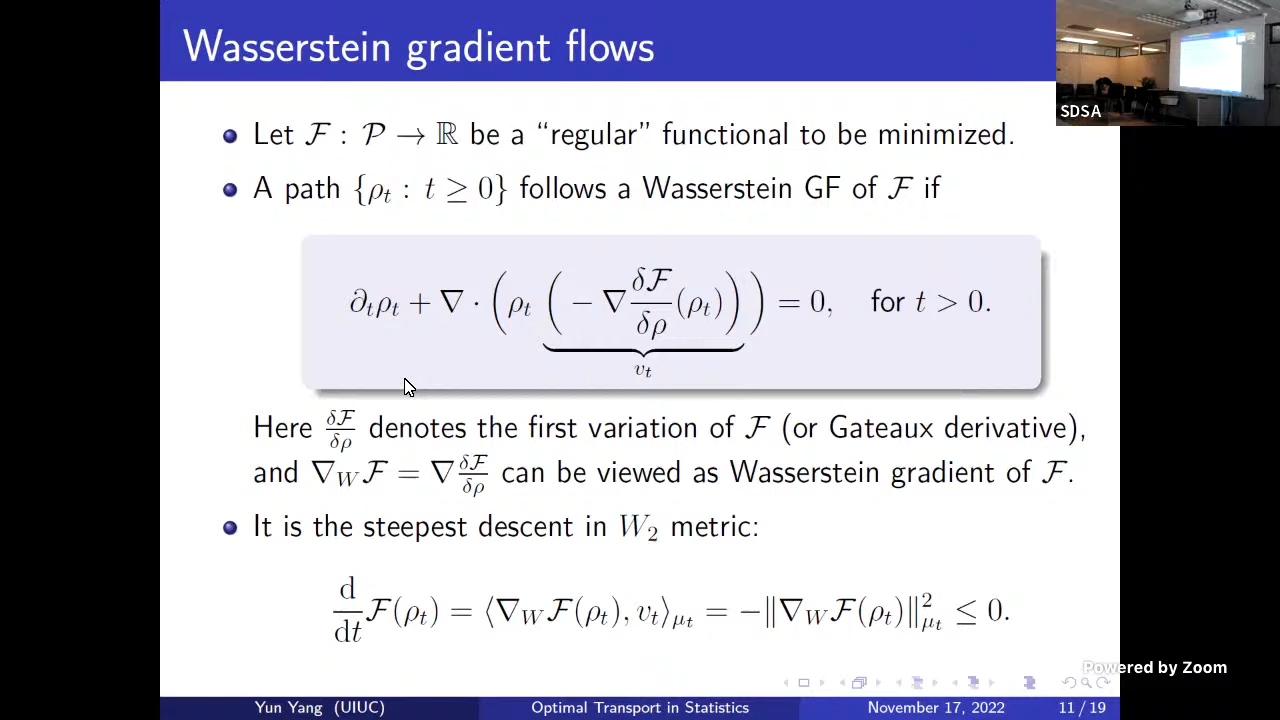 Wasserstein gradient flows
SDSA
Let ℱ : 𝒫 → ℝ be a “regular” functional to be minimized.
A path {ρ_t : t ≥ 0} follows a Wasserstein GF of ℱ if
∂_tρ_t + ∇ · (ρ_t (− ∇ δℱ/δρ (ρ_t))) = 0, for t > 0.
v_t
Here δℱ/δρ denotes the first variation of ℱ (or Gateaux derivative),
and ∇_W ℱ = ∇ δℱ/δρ can be viewed as Wasserstein gradient of ℱ.
It is the steepest descent in W_2 metric:
d/dt ℱ(ρ_t) = ⟨∇_W ℱ(ρ_t), v_t⟩_{μ_t} = −‖∇_W ℱ(ρ_t)‖²_{μ_t} ≤ 0.
Powered by Zoom
Yun Yang (UIUC) Optimal Transport in Statistics November 17, 2022 11 / 19